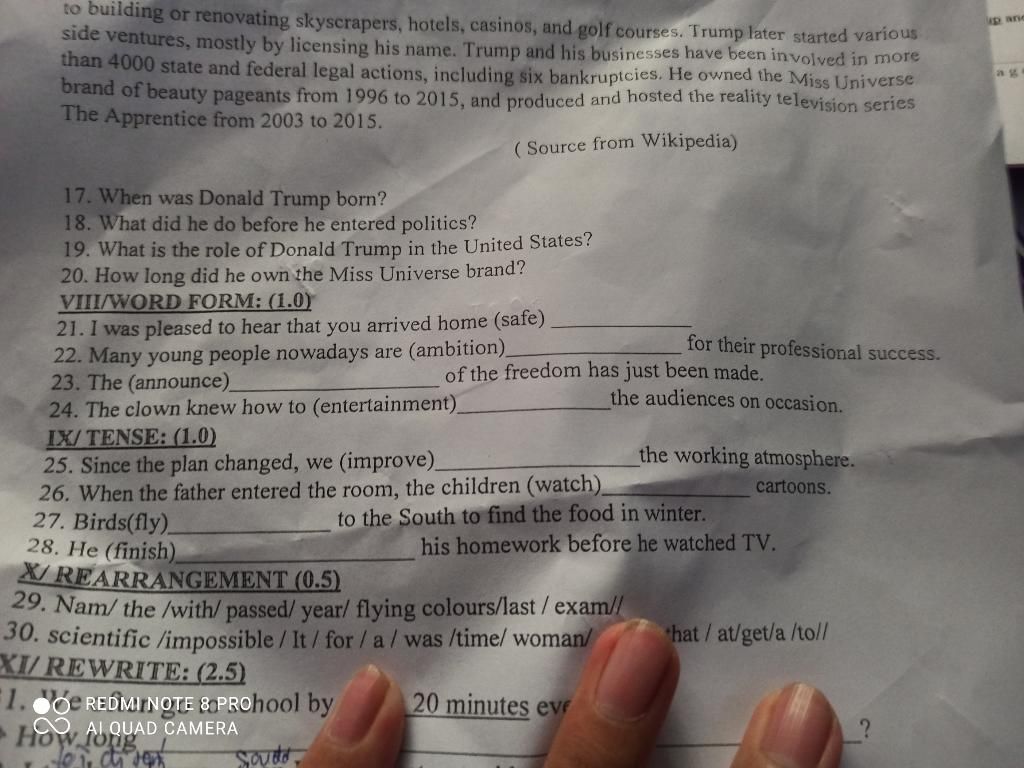 to building or renovating skyscrapers, hotels, casinos, and golf courses. Trump later started various
side ventures, mostly by licensing his name. Trump and his businesses have been involved in more
than 4000 state and federal legal actions, including six bankruptcies. He owned the Miss Universe
brand of beauty pageants from 1996 to 2015, and produced and hosted the reality television series
The Apprentice from 2003 to 2015.
( Source from Wikipedia)
17. When was Donald Trump born?
18. What did he do before he entered politics?
19. What is the role of Donald Trump in the United States?
20. How long did he own the Miss Universe brand?
VIII/WORD FORM: (1.0)
21. I was pleased to hear that you arrived home (safe) ____________
22. Many young people nowadays are (ambition)_______________ for their professional success.
23. The (announce)__________________ of the freedom has just been made.
24. The clown knew how to (entertainment)_____________the audiences on occasion.
IX/ TENSE: (1.0)
25. Since the plan changed, we (improve)_________________the working atmosphere.
26. When the father entered the room, the children (watch)____________ cartoons.
27. Birds(fly)______________ to the South to find the food in winter.
28. He (finish)____________________ his homework before he watched TV.
X/ REARRANGEMENT (0.5)
29. Nam/ the /with/ passed/ year/ flying colours/last / exam//
30. scientific /impossible / It / for / a / was /time/ woman/ that / at/get/a /to//
XI/ REWRITE: (2.5)
1. We school by 20 minutes
How long ?
REDMI NOTE 8 PRO
AI QUAD CAMERA